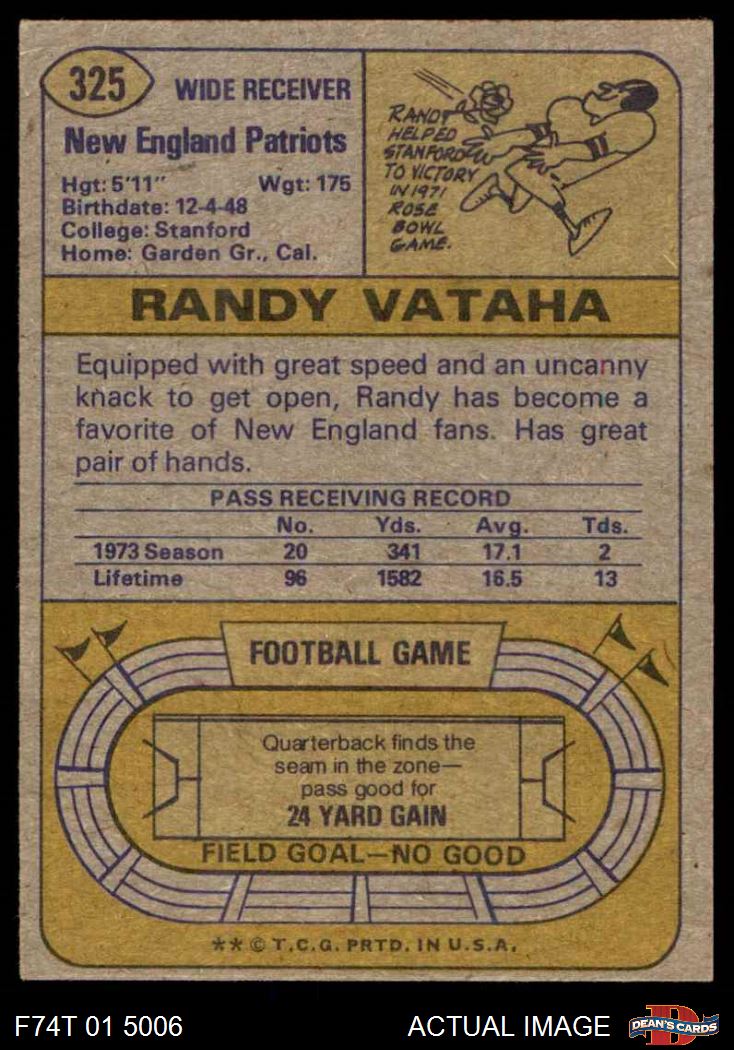 325
WIDE RECEIVER
New England Patriots
Hgt: 5'11" Wgt: 175
Birthdate: 12-4-48
College: Stanford
Home: Garden Gr., Cal.
RANDY
HELPED
STANFORD
TO VICTORY
IN 1971
ROSE
BOWL
GAME.
RANDY VATAHA
Equipped with great speed and an uncanny
knack to get open, Randy has become a
favorite of New England fans. Has great
pair of hands.
PASS RECEIVING RECORD
No. Yds. Avg. Tds.
1973 Season 20 341 17.1 2
Lifetime 96 1582 16.5 13
FOOTBALL GAME
Quarterback finds the
seam in the zone—
pass good for
24 YARD GAIN
FIELD GOAL—NO GOOD
** © T.C.G. PRTD. IN U.S.A.
F74T 01 5006 ACTUAL IMAGE
D
DEAN'S CARDS